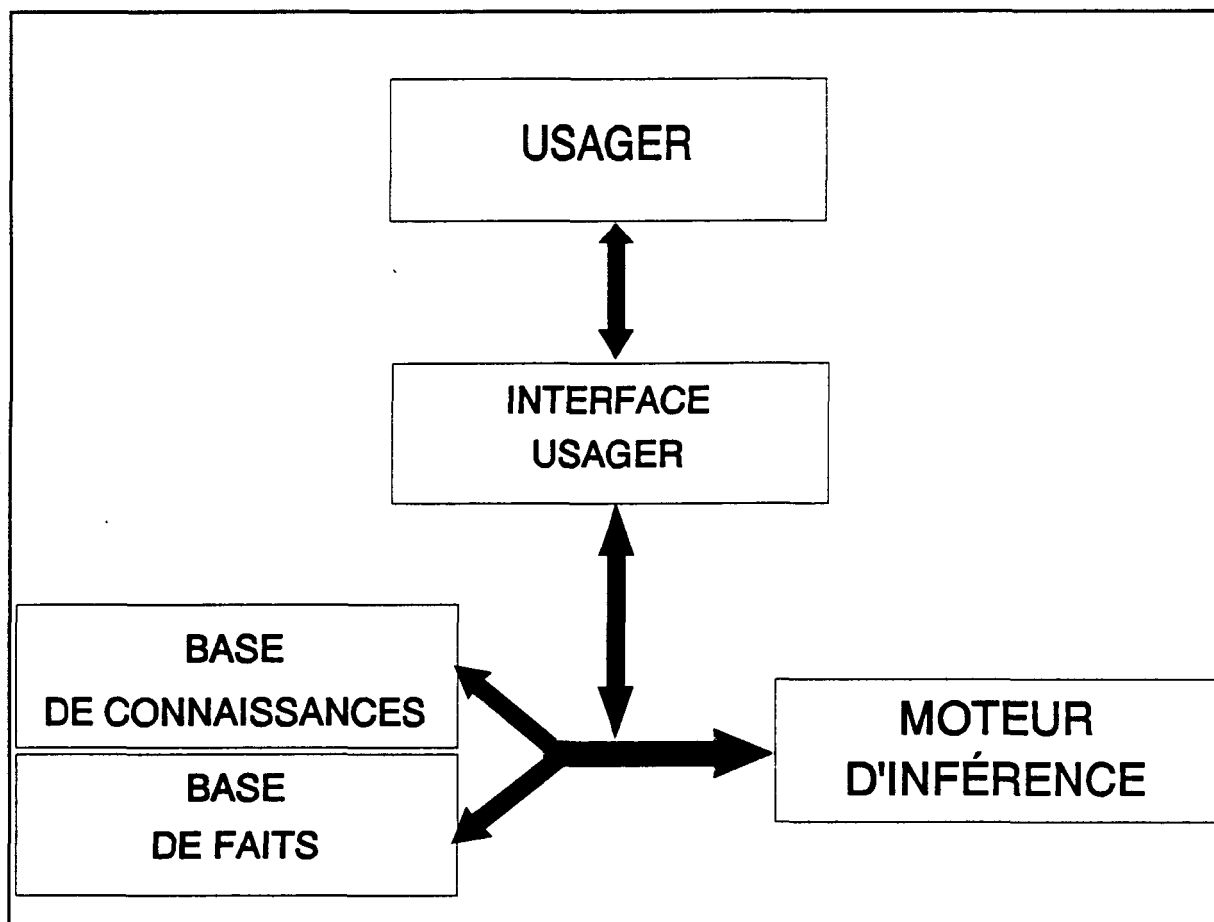 USAGER
INTERFACE
USAGER
BASE
DE CONNAISSANCES
BASE
DE FAITS
MOTEUR
D'INFÉRENCE